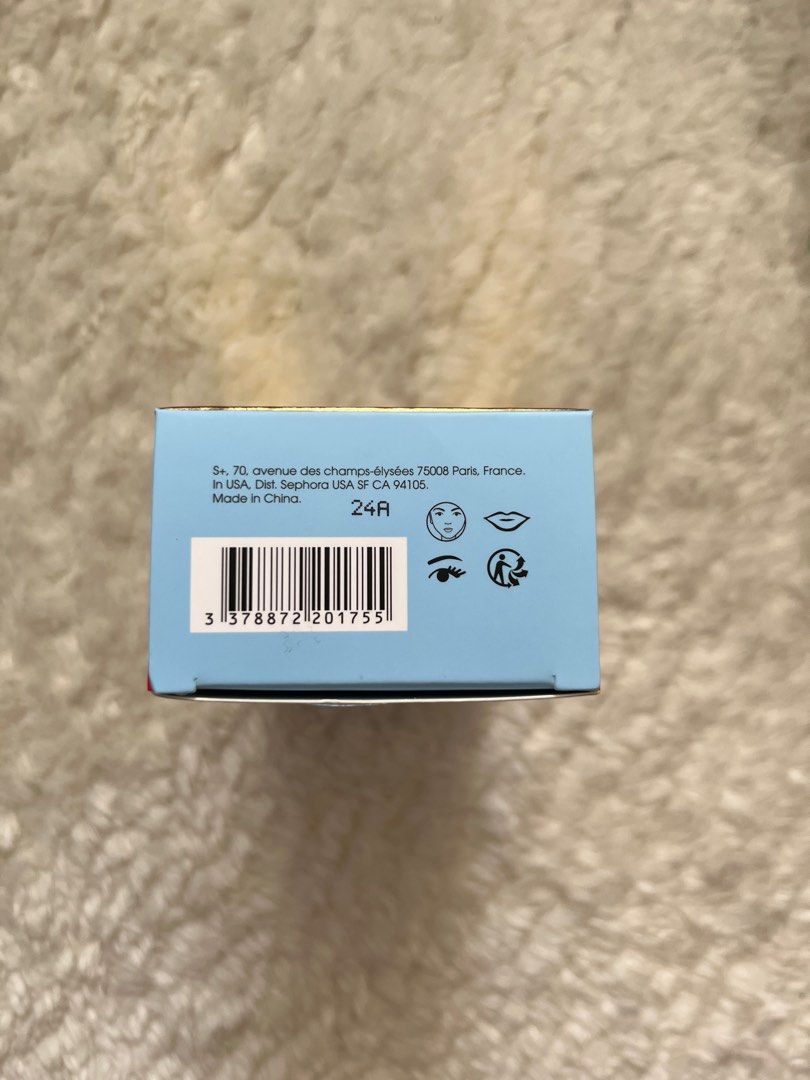 S+, 70, avenue des champs-élysées 75008 Paris, France.
In USA, Dist. Sephora USA SF CA 94105.
Made in China.
24A
3 378872 201755